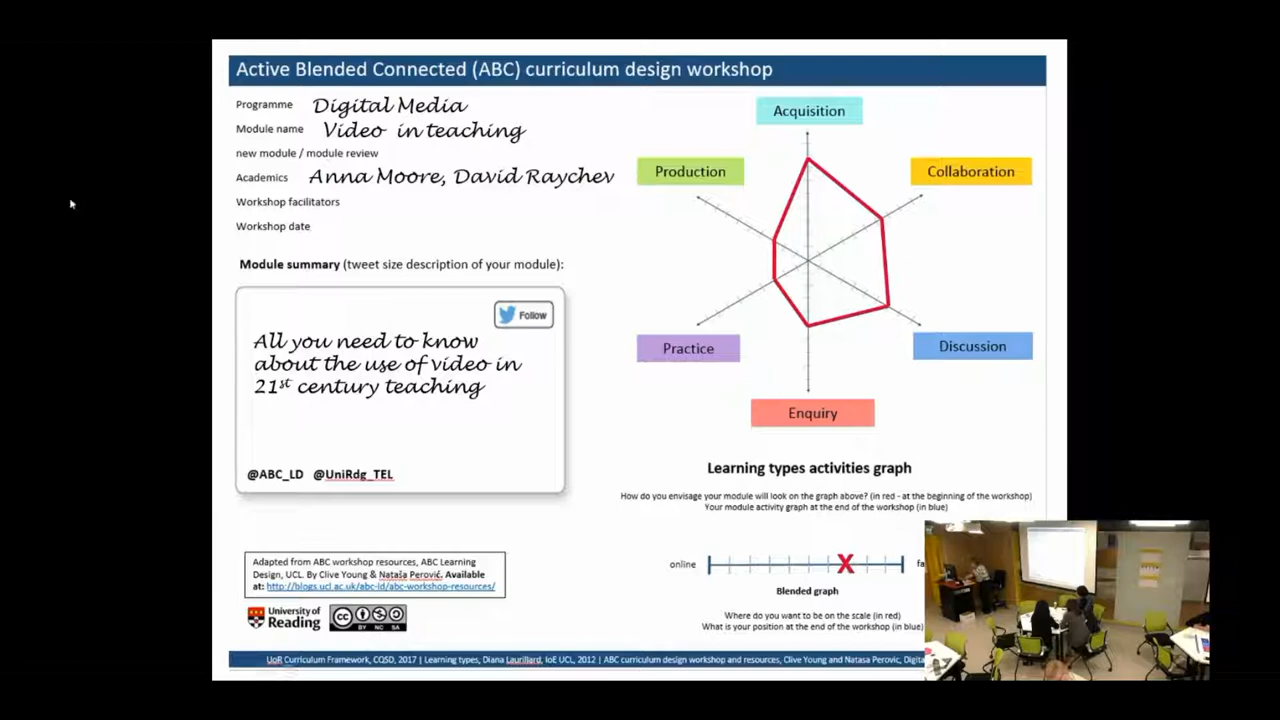 Active Blended Connected (ABC) curriculum design workshop
Programme Digital Media
Module name Video in teaching
new module / module review
Academics Anna Moore, David Raychev
Workshop facilitators
Workshop date
Module summary (tweet size description of your module):
Follow
All you need to know
about the use of video in
21st century teaching
@ABC_LD @UniRdg_TEL
Adapted from ABC workshop resources, ABC Learning
Design, UCL. By Clive Young & Nataša Perović. Available
at: http://blogs.ucl.ac.uk/abc-ld/abc-workshop-resources/
University of
Reading
cc
BY NC SA
Acquisition
Production
Collaboration
Practice
Discussion
Enquiry
Learning types activities graph
How do you envisage your module will look on the graph above? (in red - at the beginning of the workshop)
Your module activity graph at the end of the workshop (in blue)
online X fa
Blended graph
Where do you want to be on the scale (in red)
What is your position at the end of the workshop (in blue)
UoR Curriculum Framework, CQSD, 2017 | Learning types, Diana Laurillard, IoE UCL, 2012 | ABC curriculum design workshop and resources, Clive Young and Natasa Perovic, Digita